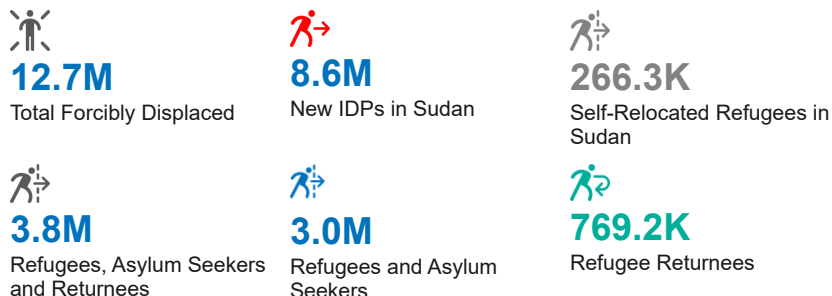 12.7M
Total Forcibly Displaced
8.6M
New IDPs in Sudan
266.3K
Self-Relocated Refugees in
Sudan
3.8M
Refugees, Asylum Seekers
and Returnees
3.0M
Refugees and Asylum
Seekers
769.2K
Refugee Returnees